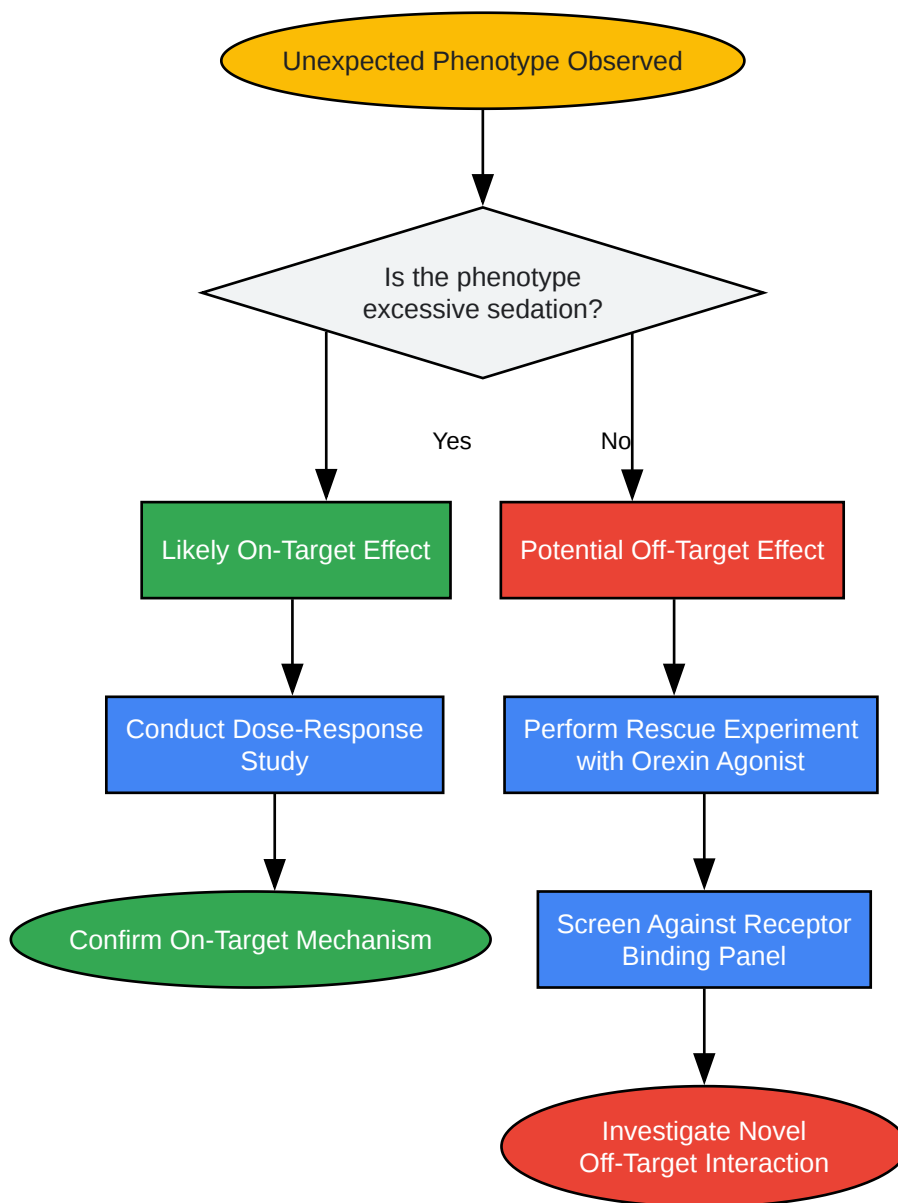 Unexpected Phenotype Observed
Is the phenotype
excessive sedation?
Yes
No
Likely On-Target Effect
Potential Off-Target Effect
Conduct Dose-Response
Study
Perform Rescue Experiment
with Orexin Agonist
Confirm On-Target Mechanism
Screen Against Receptor
Binding Panel
Investigate Novel
Off-Target Interaction